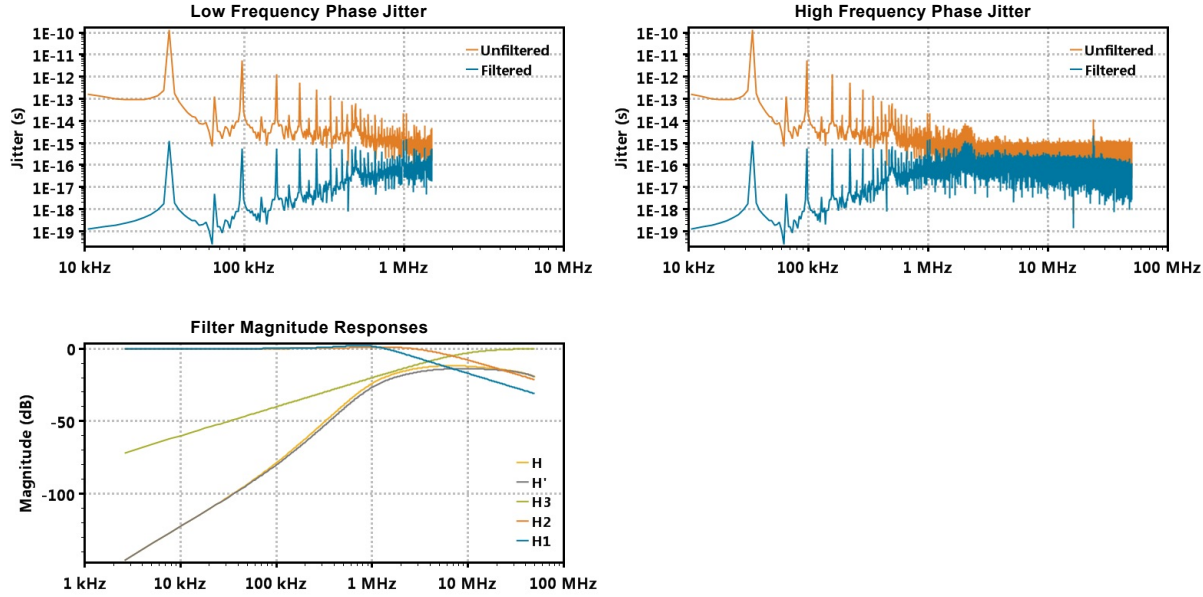 Low Frequency Phase Jitter
Jitter (s)
1E-10
1E-11
1E-12
1E-13
1E-14
1E-15
1E-16
1E-17
1E-18
1E-19
Unfiltered
Filtered
10 kHz 100 kHz 1 MHz 10 MHz
High Frequency Phase Jitter
Jitter (s)
1E-10
1E-11
1E-12
1E-13
1E-14
1E-15
1E-16
1E-17
1E-18
1E-19
Unfiltered
Filtered
10 kHz 100 kHz 1 MHz 10 MHz 100 MHz
Filter Magnitude Responses
Magnitude (dB)
0
-50
-100
H
H'
H3
H2
H1
1 kHz 10 kHz 100 kHz 1 MHz 10 MHz 100 MHz